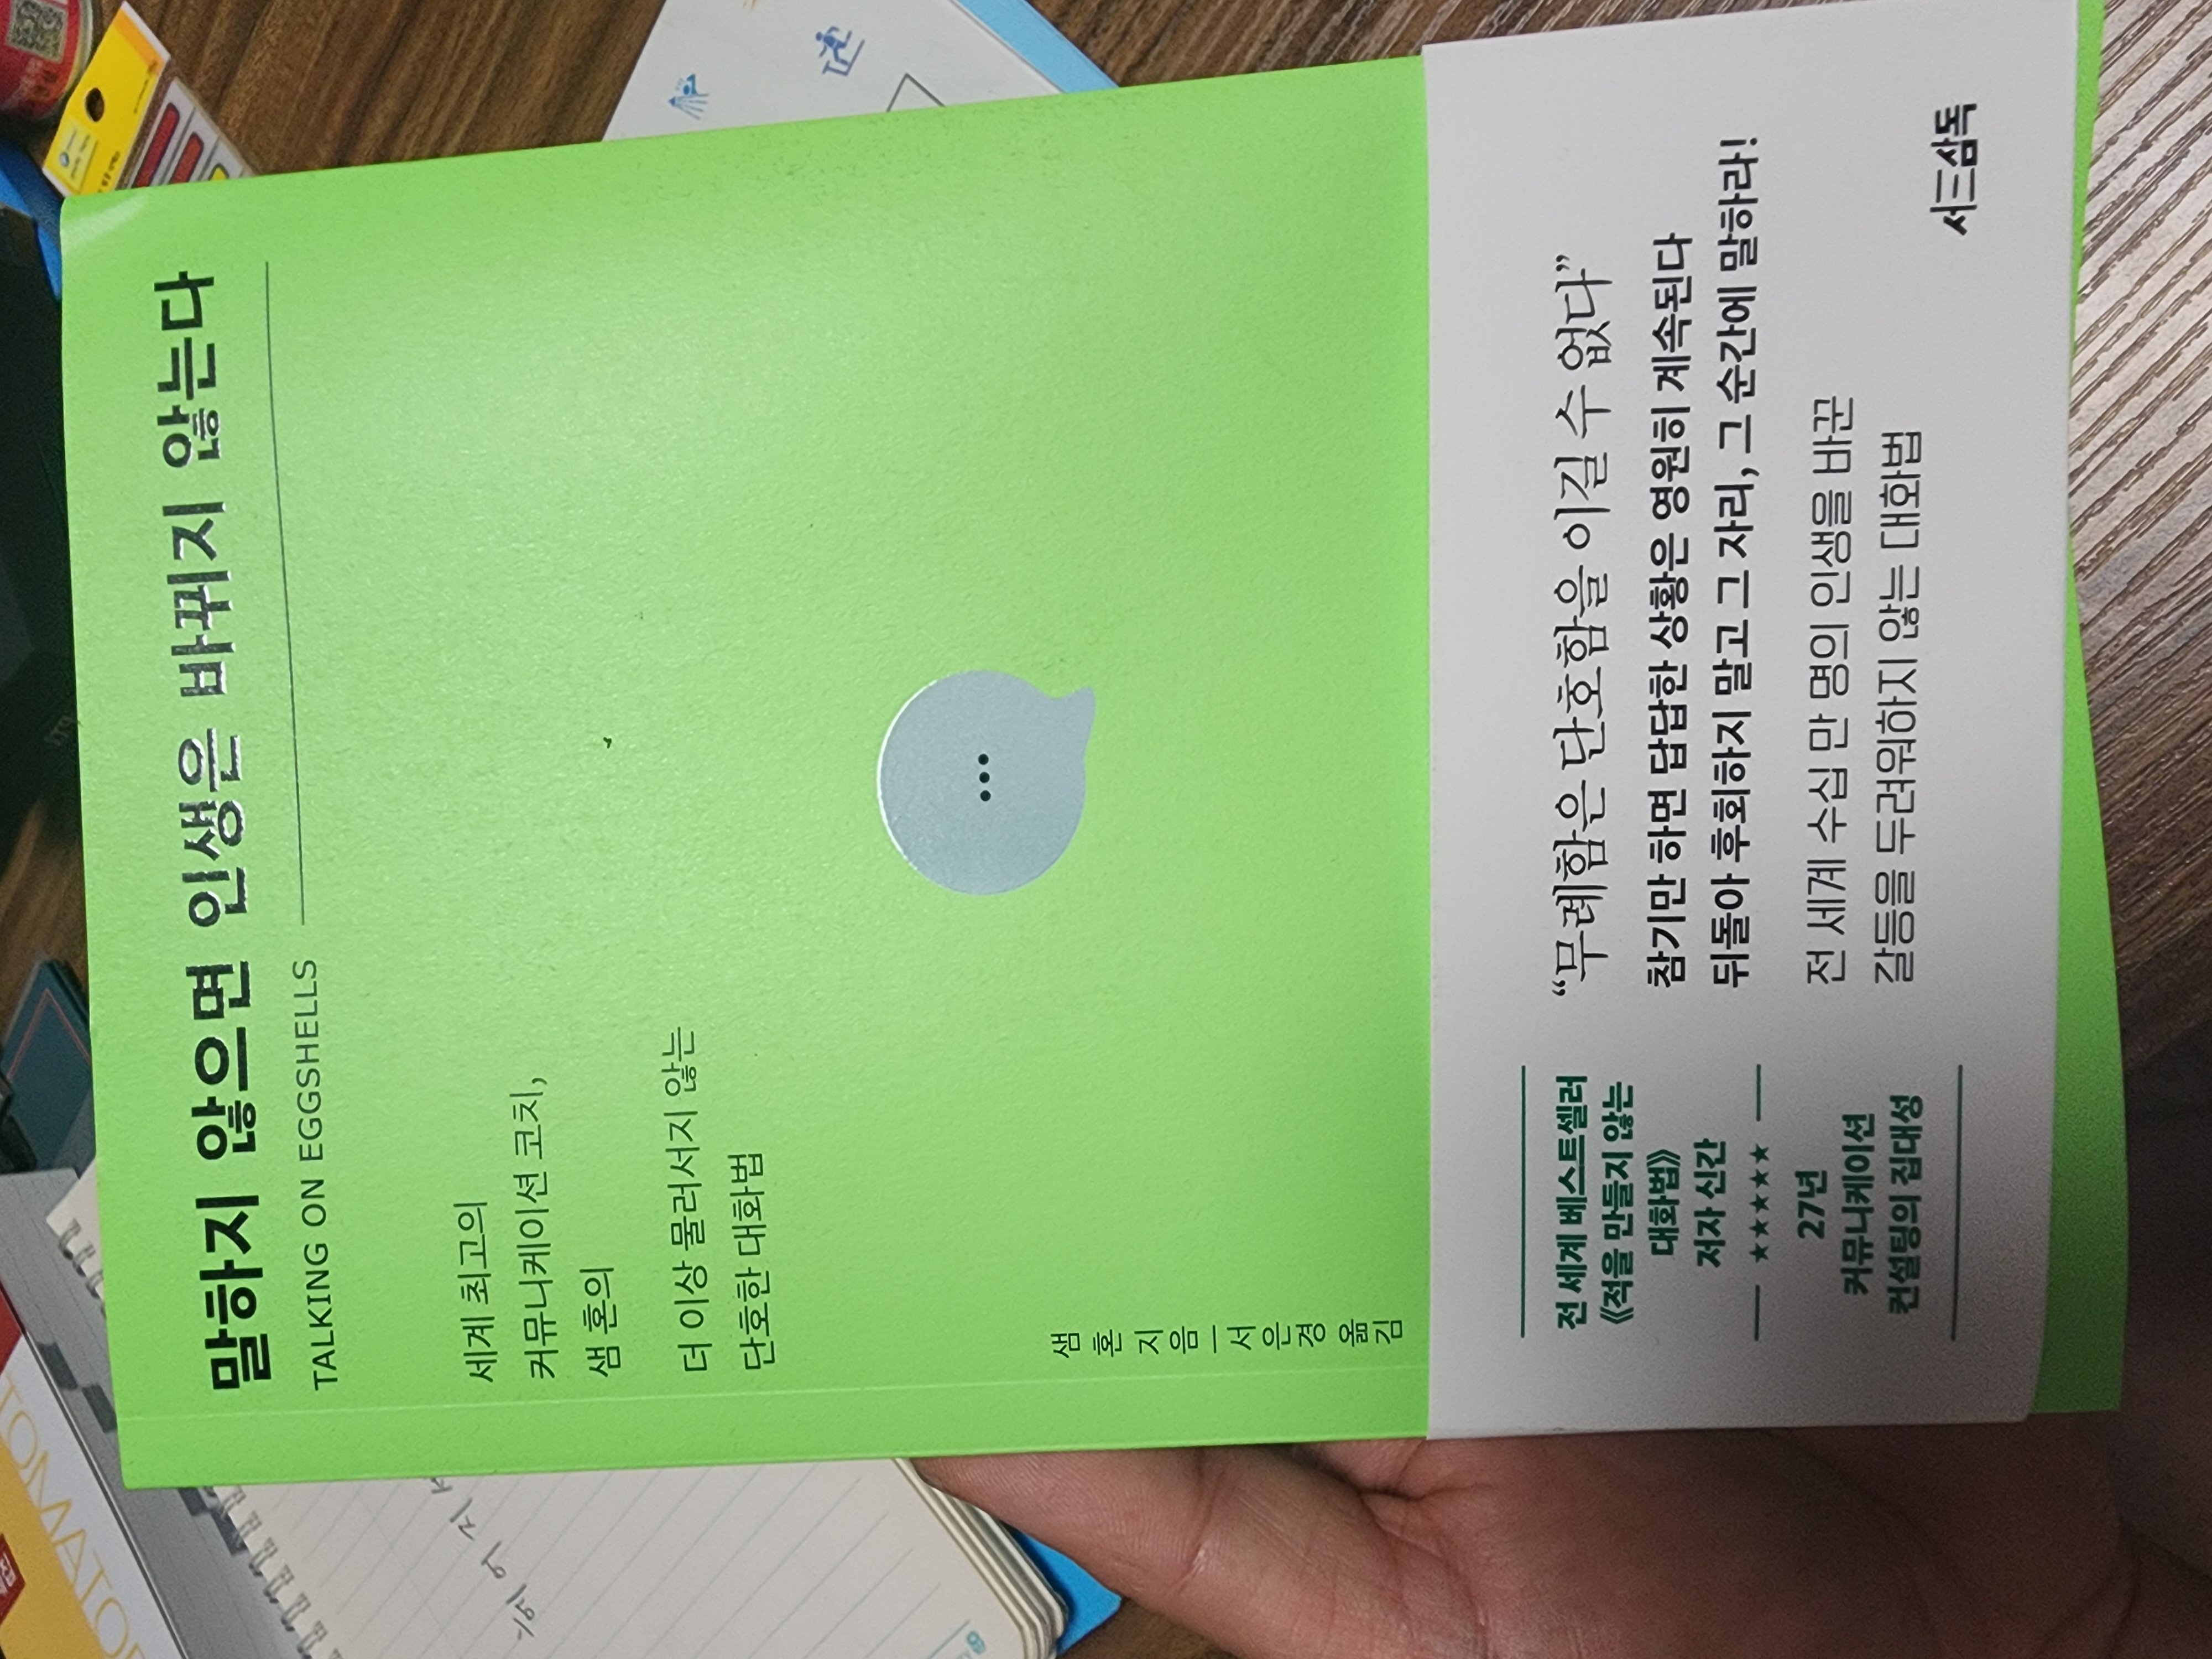 말하지 않으면 인생은 바뀌지 않는다
TALKING ON EGGSHELLS
세계 최고의
커뮤니케이션 코치,
샘 혼의
더 이상 물러서지 않는
단호한 대화법
샘
혼
지
음
서
은
경
옮
김
전 세계 베스트셀러
《적을 만들지 않는
대화법》
저자 신간
★★★★★
27년
커뮤니케이션
컨설팅의 집대성
“무례함은 단호함을 이길 수 없다”
참기만 하면 답답한 상황은 영원히 계속된다
뒤돌아 후회하지 말고 그 자리, 그 순간에 말하라!
전 세계 수십 만 명의 인생을 바꾼
갈등을 두려워하지 않는 대화법
서삼독